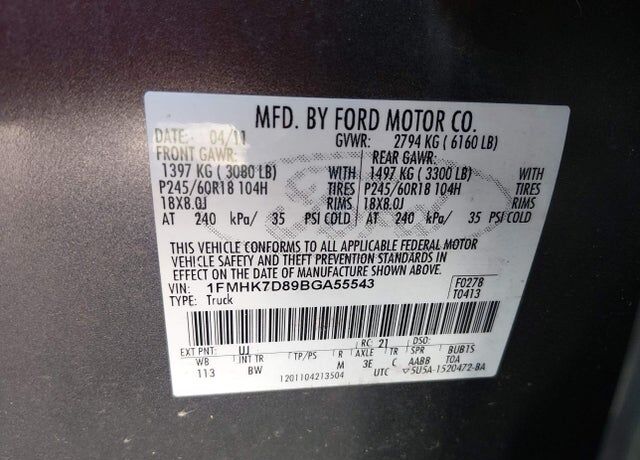 MFD. BY FORD MOTOR CO.
DATE: 04/11 GVWR: 2794 KG ( 6160 LB)
FRONT GAWR: REAR GAWR:
1397 KG ( 3080 LB) WITH 1497 KG ( 3300 LB) WITH
P245/60R18 104H TIRES P245/60R18 104H TIRES
18X8.0J RIMS 18X8.0J RIMS
AT 240 kPa/ 35 PSI COLD AT 240 kPa/ 35 PSI COLD
THIS VEHICLE CONFORMS TO ALL APPLICABLE FEDERAL MOTOR
VEHICLE SAFETY AND THEFT PREVENTION STANDARDS IN
EFFECT ON THE DATE OF MANUFACTURE SHOWN ABOVE.
VIN: 1FMHK7D89BGA55543 F0278
TYPE: Truck T0413
EXT PNT: UJ RC: 21 DSO:
WB INT TR TP/PS R AXLE TR SPR BUBTS
113 BW M 3E C AABB TOA
1201104213504 UTC 5U5A-1520472-BA